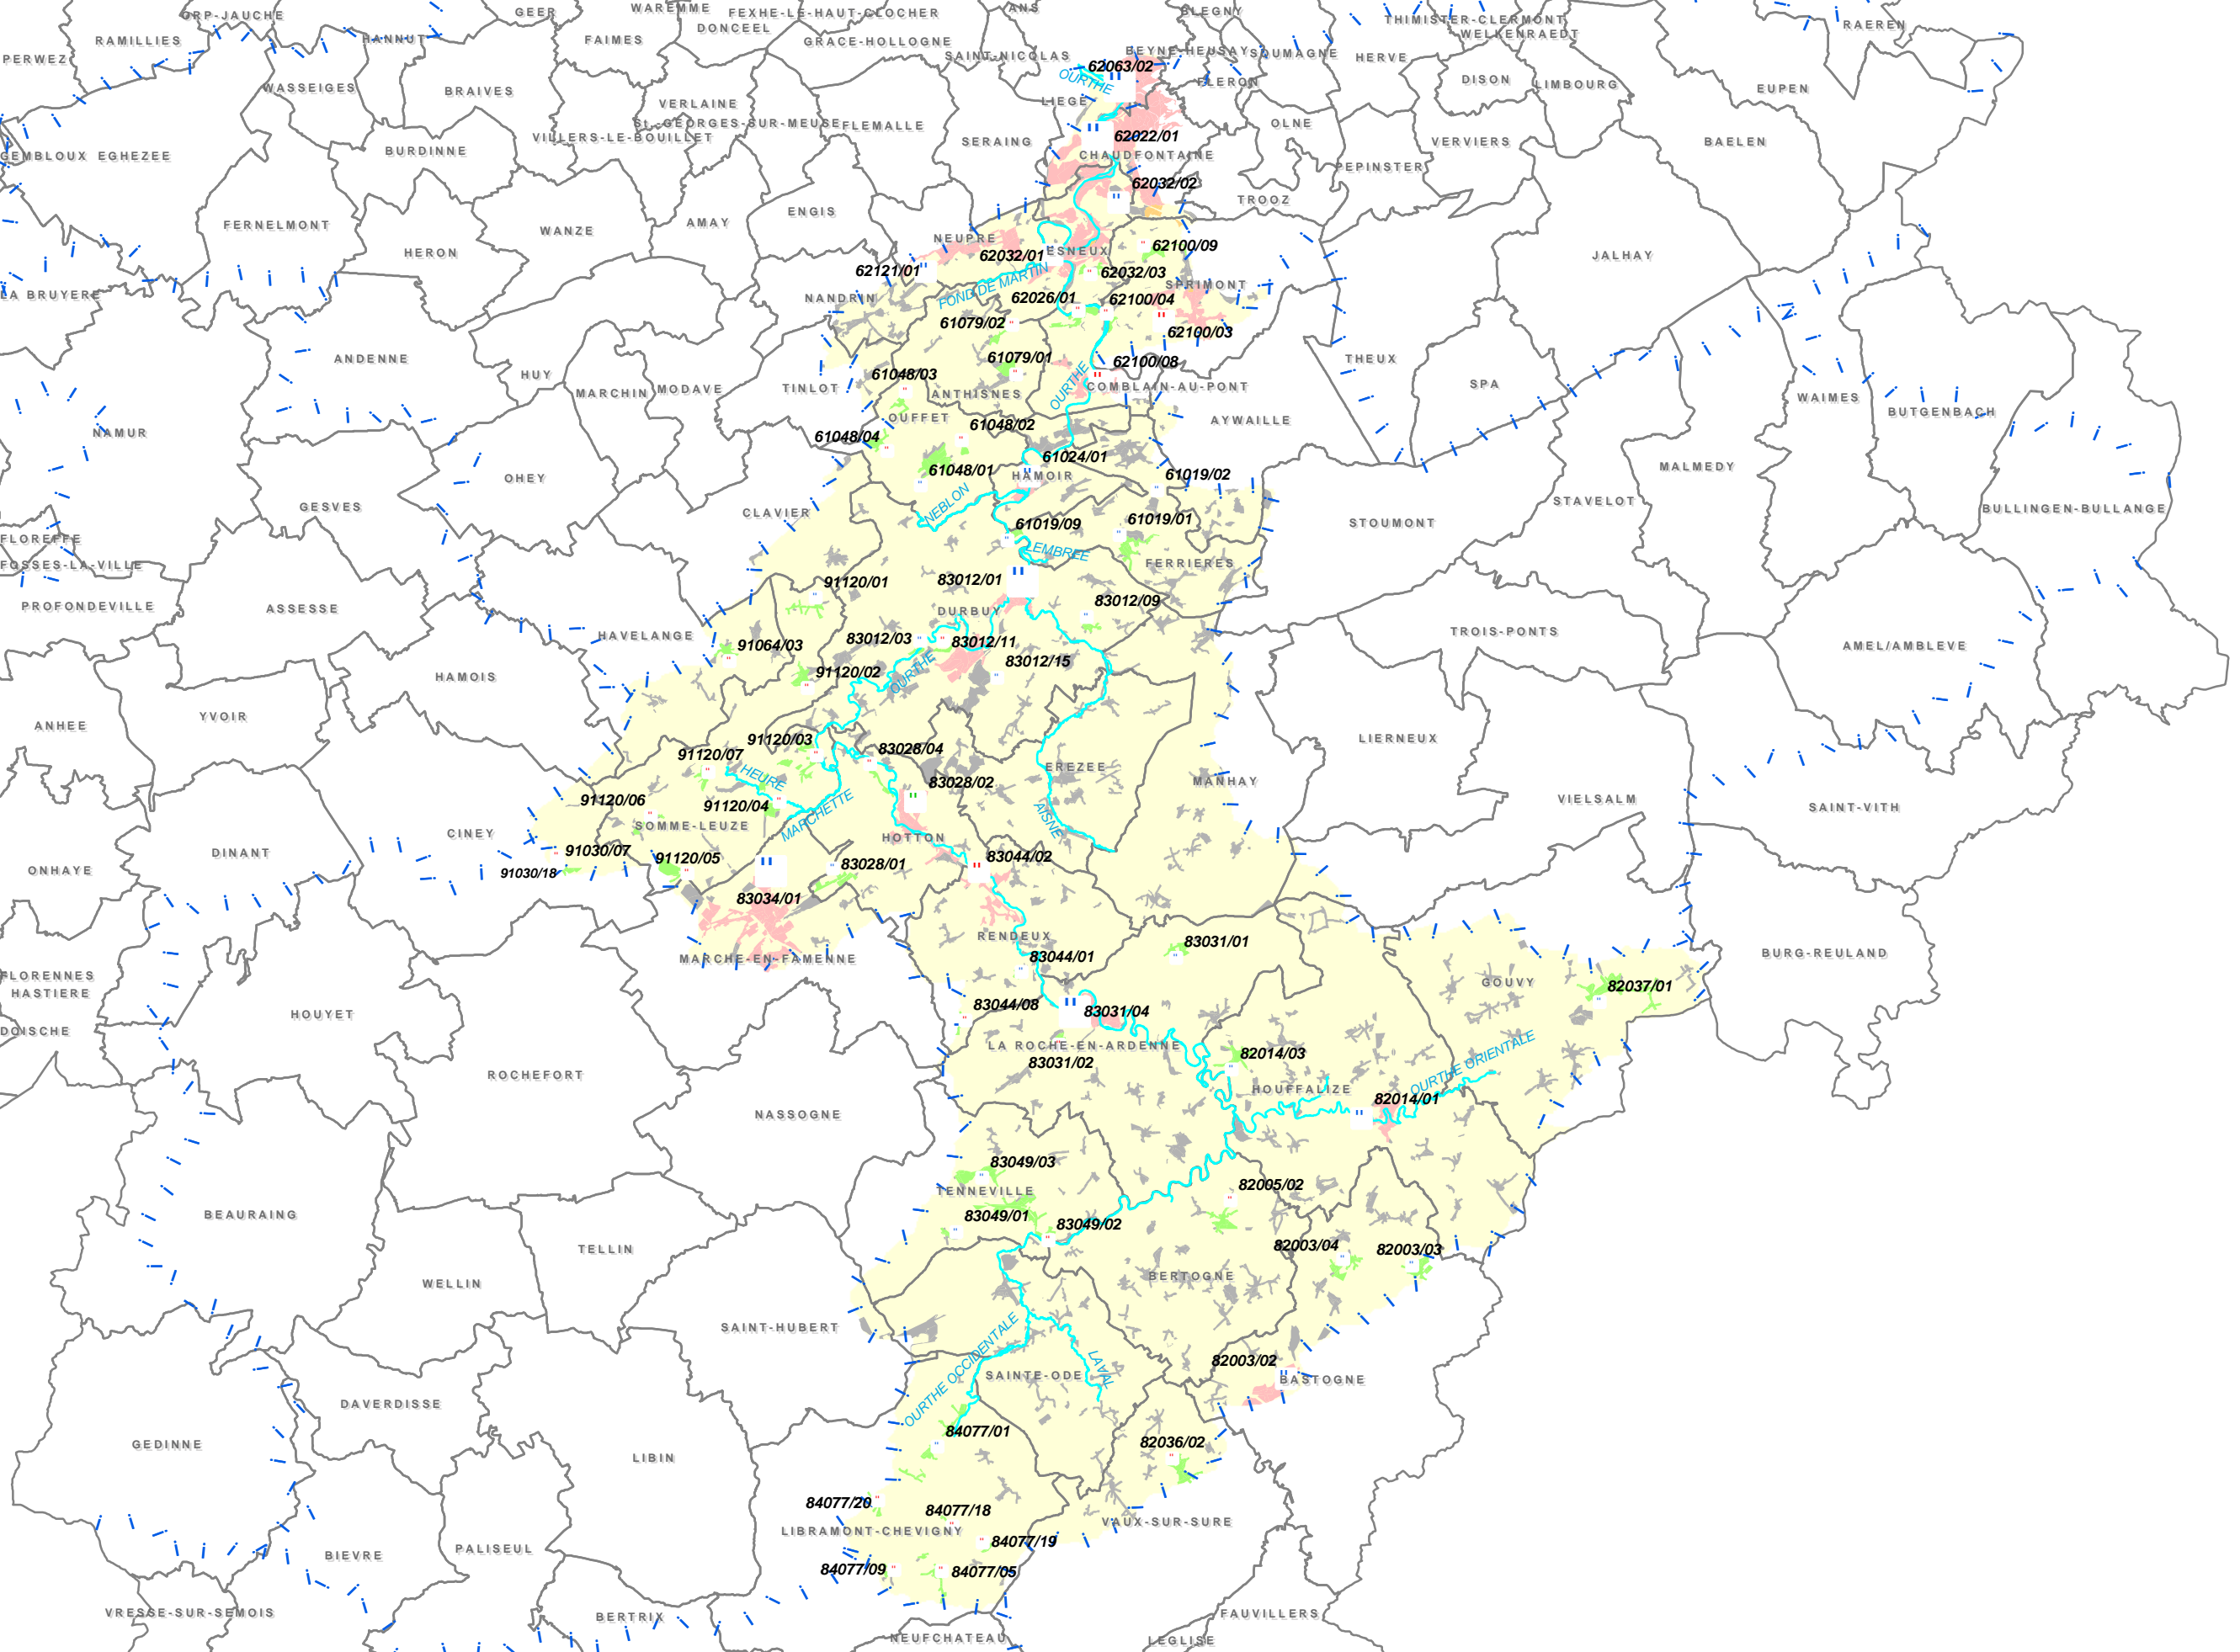 ORP-JAUCHE
GEER
WAREMME
FEXHE-LE-HAUT-CLOCHER
ANS
BLEGNY
THIMISTER-CLERMONT
RAEREN
PERWEZ
RAMILLIES
HANNUT
FAIMES
DONCEEL
GRACE-HOLLOGNE
SAINT-NICOLAS
BEYNE-HEUSAY
SOUMAGNE
HERVE
WELKENRAEDT
62063/02
OURTHE
FLERON
DISON
LIMBOURG
EUPEN
WASSEIGES
BRAIVES
VERLAINE
LIEGE
VILLERS-LE-BOUILLET
St.-GEORGES-SUR-MEUSE
FLEMALLE
SERAING
62022/01
OLNE
VERVIERS
BAELEN
GEMBLOUX
EGHEZEE
BURDINNE
CHAUDFONTAINE
PEPINSTER
62032/02
TROOZ
FERNELMONT
HERON
WANZE
AMAY
ENGIS
NEUPRE
62032/01
ESNEUX
62100/09
JALHAY
62121/01
FOND DE MARTIN
62032/03
SPRIMONT
LA BRUYERE
NANDRIN
62026/01
62100/04
61079/02
62100/03
ANDENNE
HUY
MARCHIN
MODAVE
TINLOT
61048/03
61079/01
62100/08
THEUX
SPA
ANTHISNES
OURTHE
COMBLAIN-AU-PONT
WAIMES
BUTGENBACH
NAMUR
OUFFET
61048/02
AYWAILLE
61048/04
61024/01
MALMEDY
OHEY
61048/01
HAMOIR
61019/02
GESVES
CLAVIER
NEBLON
61019/09
61019/01
STOUMONT
STAVELOT
BULLINGEN-BULLANGE
FLOREFFE
LEMBREE
FOSSES-LA-VILLE
FERRIERES
PROFONDEVILLE
ASSESSE
91120/01
83012/01
83012/09
DURBUY
HAVELANGE
91064/03
83012/03
83012/11
83012/15
TROIS-PONTS
AMEL/AMBLEVE
HAMOIS
91120/02
OURTHE
ANHEE
YVOIR
91120/03
91120/07
83028/04
LIERNEUX
HEURE
EREZEE
MANHAY
83028/02
91120/06
91120/04
MARCHETTE
AISNE
VIELSALM
SAINT-VITH
SOMME-LEUZE
HOTTON
CINEY
DINANT
91030/07
91120/05
83028/01
83044/02
ONHAYE
91030/18
83034/01
RENDEUX
83031/01
MARCHE-EN-FAMENNE
83044/01
BURG-REULAND
FLORENNES
HASTIERE
GOUVY
82037/01
HOUYET
83044/08
83031/04
DOISCHE
LA ROCHE-EN-ARDENNE
83031/02
82014/03
OURTHE ORIENTALE
ROCHEFORT
HOUFFALIZE
82014/01
NASSOGNE
83049/03
TENNEVILLE
82005/02
BEAURAING
83049/01
83049/02
TELLIN
82003/04
82003/03
WELLIN
BERTOGNE
SAINT-HUBERT
OURTHE OCCIDENTALE
LAVAL
82003/02
SAINTE-ODE
BASTOGNE
DAVERDISSE
84077/01
GEDINNE
LIBIN
82036/02
84077/20
84077/18
LIBRAMONT-CHEVIGNY
VAUX-SUR-SURE
84077/19
BIEVRE
PALISEUL
84077/09
84077/05
VRESSE-SUR-SEMOIS
BERTRIX
FAUVILLERS
NEUFCHATEAU
LEGLISE